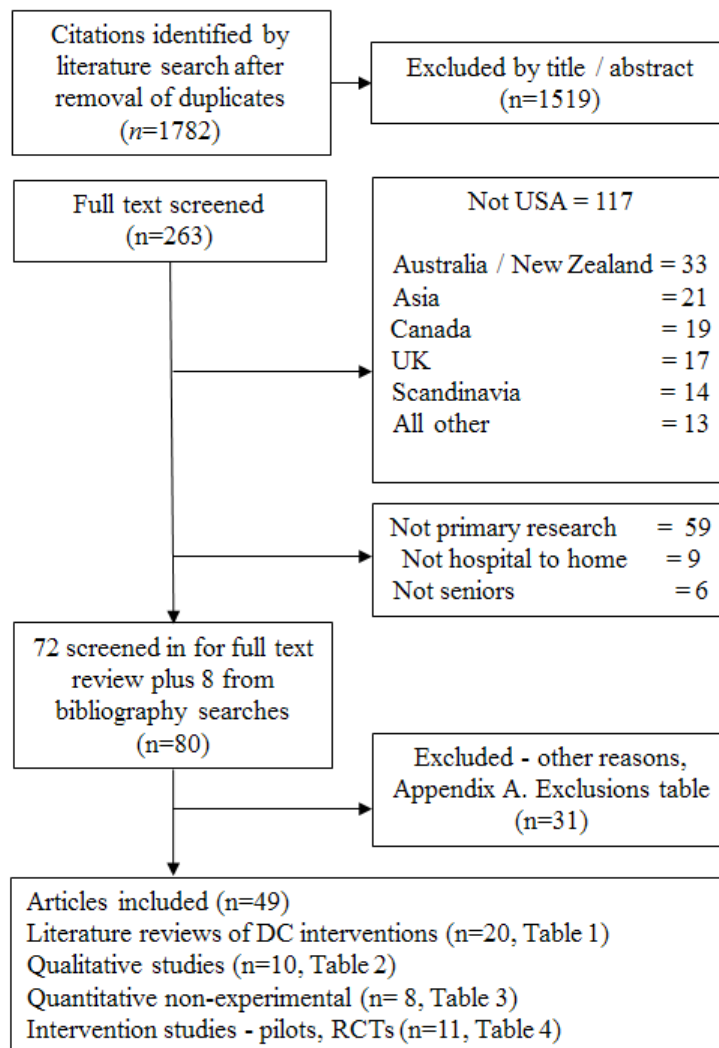 Citations identified by
literature search after
removal of duplicates
(n=1782)
Excluded by title / abstract
(n=1519)
Full text screened
(n=263)
Not USA = 117
Australia / New Zealand = 33
Asia = 21
Canada = 19
UK = 17
Scandinavia = 14
All other = 13
Not primary research = 59
Not hospital to home = 9
Not seniors = 6
72 screened in for full text
review plus 8 from
bibliography searches
(n=80)
Excluded - other reasons,
Appendix A. Exclusions table
(n=31)
Articles included (n=49)
Literature reviews of DC interventions (n=20, Table 1)
Qualitative studies (n=10, Table 2)
Quantitative non-experimental (n= 8, Table 3)
Intervention studies - pilots, RCTs (n=11, Table 4)